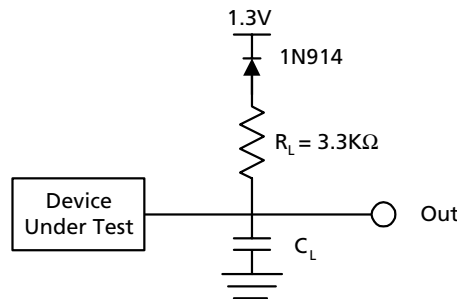 1.3V
1N914
R_L = 3.3KΩ
Device
Under Test
Out
C_L